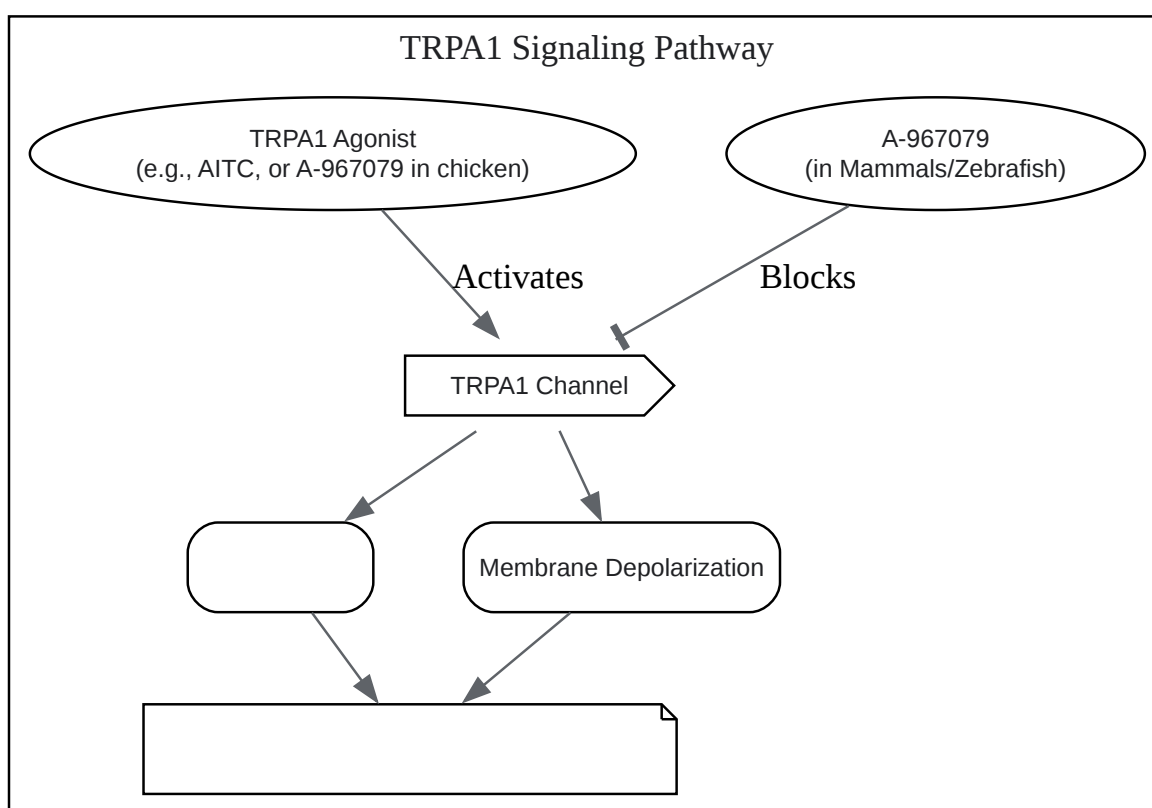 TRPA1 Signaling Pathway
TRPA1 Agonist
(e.g., AITC, or A-967079 in chicken)
A-967079
(in Mammals/Zebrafish)
Activates
Blocks
TRPA1 Channel
Membrane Depolarization